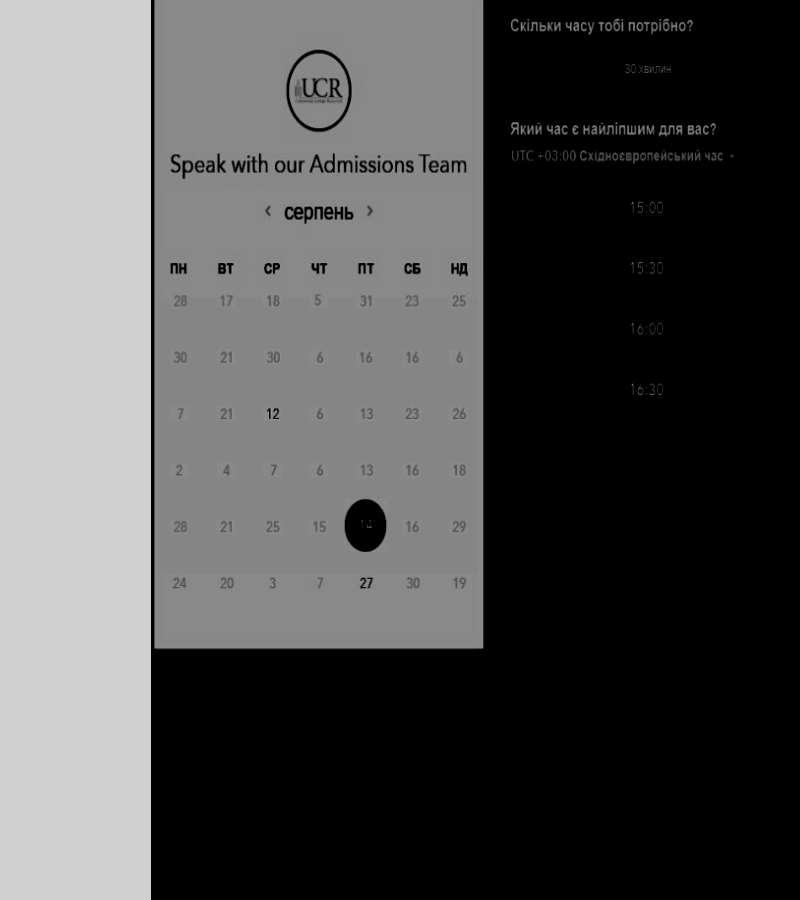 UCR
Speak with our Admissions Team
‹ серпень ›
ПН ВТ СР ЧТ ПТ СБ НД
28 17 18 5 31 23 25
30 21 30 6 16 16 6
7 21 12 6 13 23 26
2 4 7 6 13 16 18
28 21 25 15 14 16 29
24 20 3 7 27 30 19
Скільки часу тобі потрібно?
30 хвилин
Який час є найліпшим для вас?
UTC +03:00 Східноєвропейський час
15:00
15:30
16:00
16:30